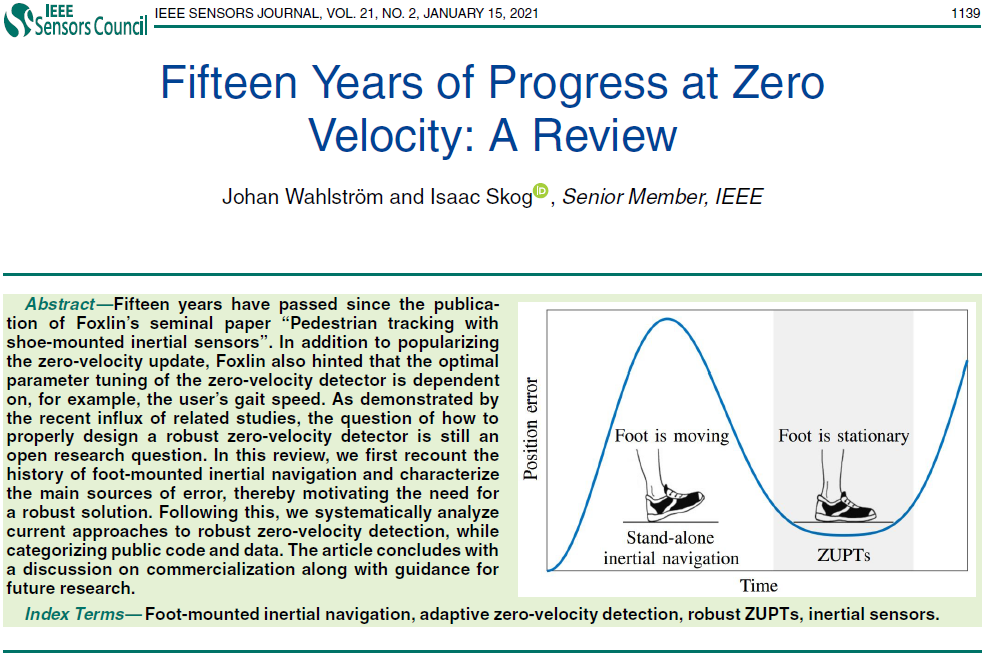 IEEE
Sensors Council
IEEE SENSORS JOURNAL, VOL. 21, NO. 2, JANUARY 15, 2021
1139
Fifteen Years of Progress at Zero
Velocity: A Review
Johan Wahlström and Isaac Skog iD, Senior Member, IEEE
Abstract—Fifteen years have passed since the publica-
tion of Foxlin's seminal paper “Pedestrian tracking with
shoe-mounted inertial sensors”. In addition to popularizing
the zero-velocity update, Foxlin also hinted that the optimal
parameter tuning of the zero-velocity detector is dependent
on, for example, the user's gait speed. As demonstrated by
the recent influx of related studies, the question of how to
properly design a robust zero-velocity detector is still an
open research question. In this review, we first recount the
history of foot-mounted inertial navigation and characterize
the main sources of error, thereby motivating the need for
a robust solution. Following this, we systematically analyze
current approaches to robust zero-velocity detection, while
categorizing public code and data. The article concludes with
a discussion on commercialization along with guidance for
future research.
Position error
Foot is moving
Foot is stationary
Stand-alone
inertial navigation
ZUPTs
Time
Index Terms—Foot-mounted inertial navigation, adaptive zero-velocity detection, robust ZUPTs, inertial sensors.